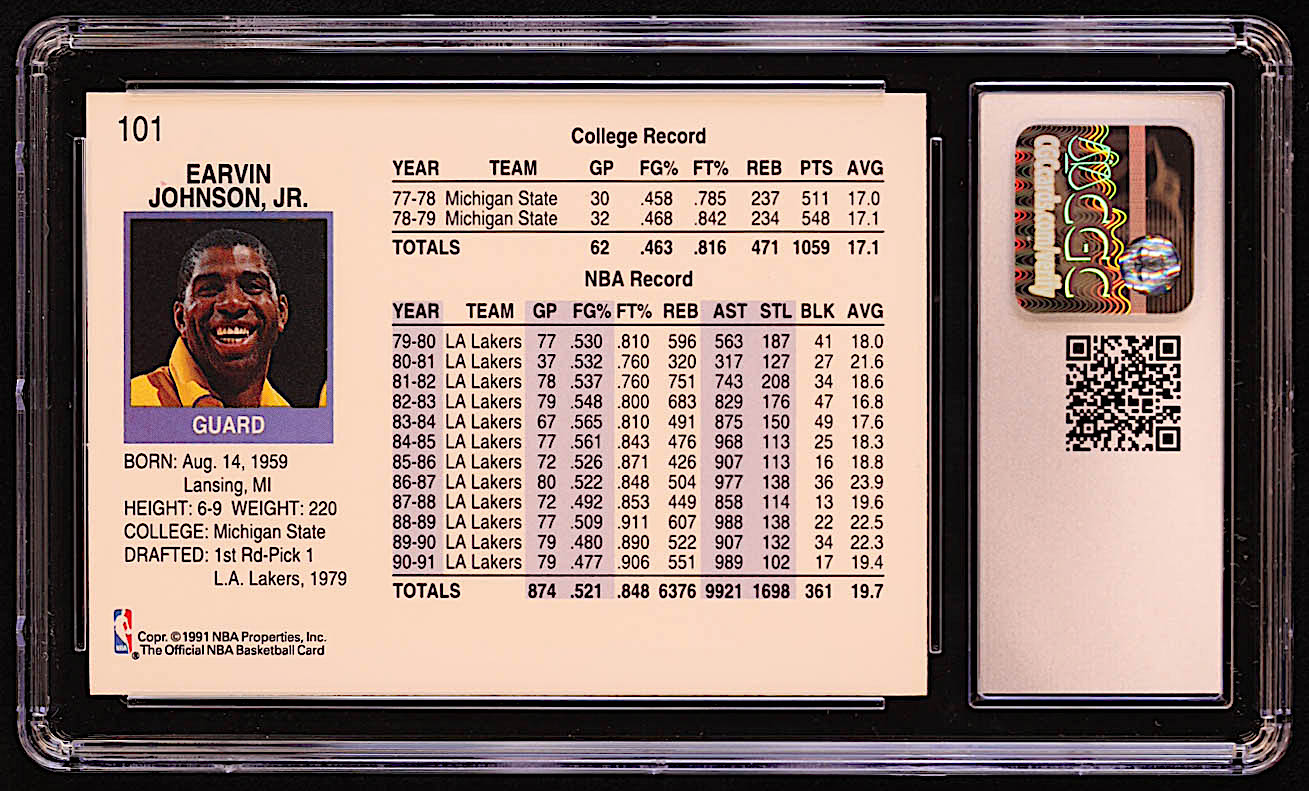 101
EARVIN
JOHNSON, JR.
GUARD
BORN: Aug. 14, 1959
Lansing, MI
HEIGHT: 6-9 WEIGHT: 220
COLLEGE: Michigan State
DRAFTED: 1st Rd-Pick 1
L.A. Lakers, 1979
NBA
Copr. ©1991 NBA Properties, Inc.
® The Official NBA Basketball Card
College Record
YEAR TEAM GP FG% FT% REB PTS AVG
77-78 Michigan State 30 .458 .785 237 511 17.0
78-79 Michigan State 32 .468 .842 234 548 17.1
TOTALS 62 .463 .816 471 1059 17.1
NBA Record
YEAR TEAM GP FG% FT% REB AST STL BLK AVG
79-80 LA Lakers 77 .530 .810 596 563 187 41 18.0
80-81 LA Lakers 37 .532 .760 320 317 127 27 21.6
81-82 LA Lakers 78 .537 .760 751 743 208 34 18.6
82-83 LA Lakers 79 .548 .800 683 829 176 47 16.8
83-84 LA Lakers 67 .565 .810 491 875 150 49 17.6
84-85 LA Lakers 77 .561 .843 476 968 113 25 18.3
85-86 LA Lakers 72 .526 .871 426 907 113 16 18.8
86-87 LA Lakers 80 .522 .848 504 977 138 36 23.9
87-88 LA Lakers 72 .492 .853 449 858 114 13 19.6
88-89 LA Lakers 77 .509 .911 607 988 138 22 22.5
89-90 LA Lakers 79 .480 .890 522 907 132 34 22.3
90-91 LA Lakers 79 .477 .906 551 989 102 17 19.4
TOTALS 874 .521 .848 6376 9921 1698 361 19.7
CGC
CGCcards.com/verify